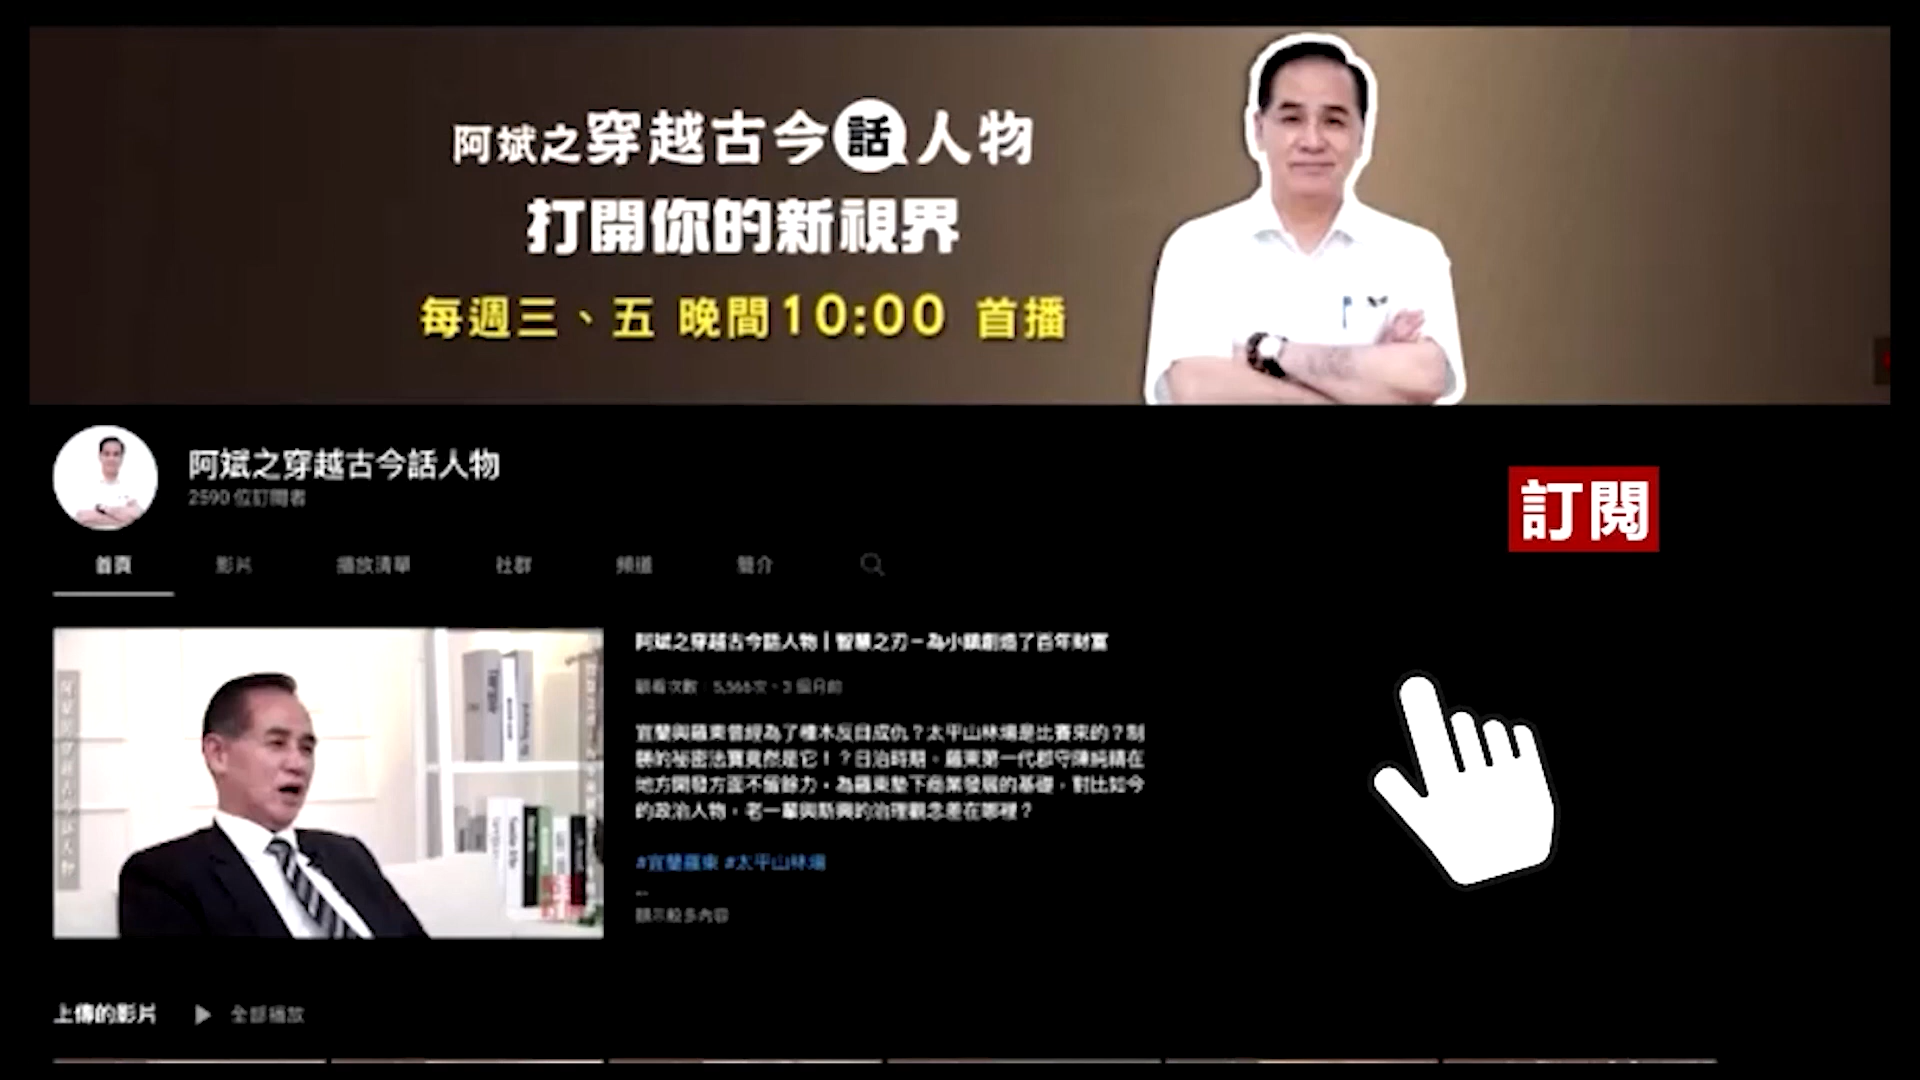 阿斌之穿越古今話人物
打開你的新視界
每週三、五 晚間10:00 首播
阿斌之穿越古今話人物
2590 位訂閱者
訂閱
首頁
影片
播放清單
社群
頻道
簡介
阿斌之穿越古今話人物｜智慧之刃－為小鎮創造了百年財富
觀看次數：5,566次・3 個月前
宜蘭與羅東曾經為了檜木反目成仇？太平山林場是比賽來的？制
勝的祕密法寶竟然是它！？日治時期，羅東第一代郡守陳純精在
地方開發方面不留餘力，為羅東墊下商業發展的基礎，對比如今
的政治人物，老一輩與新興的治理觀念差在哪裡？
#宜蘭羅東 #太平山林場
...
顯示較多內容
上傳的影片
全部播放